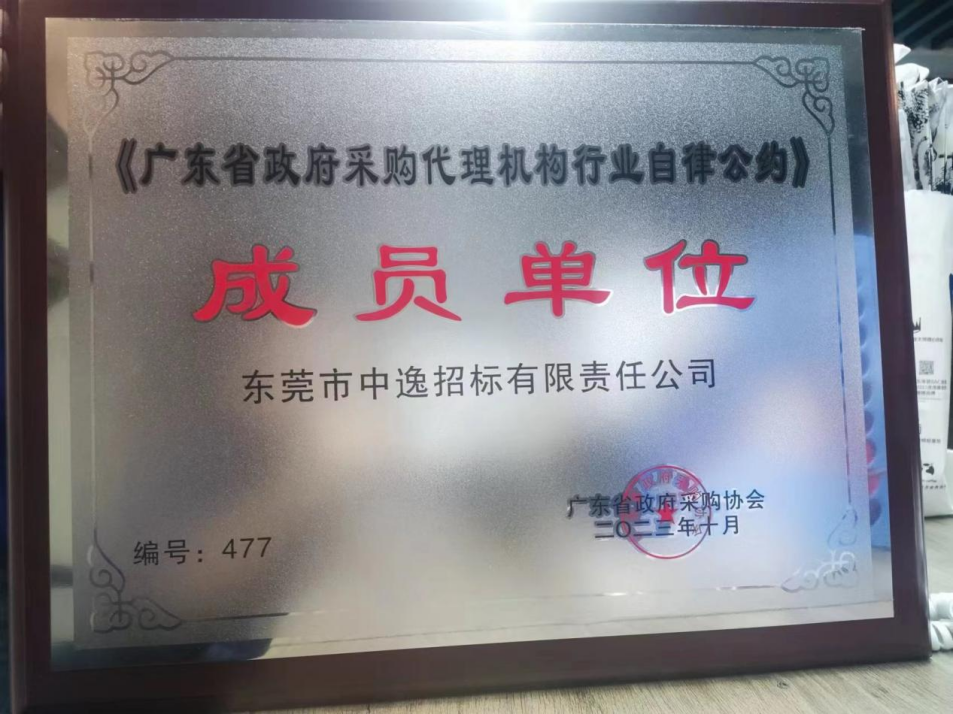 《广东省政府采购代理机构行业自律公约》
成员单位
东莞市中逸招标有限责任公司
广东省政府采购协会
二〇二三年十月
编号：477